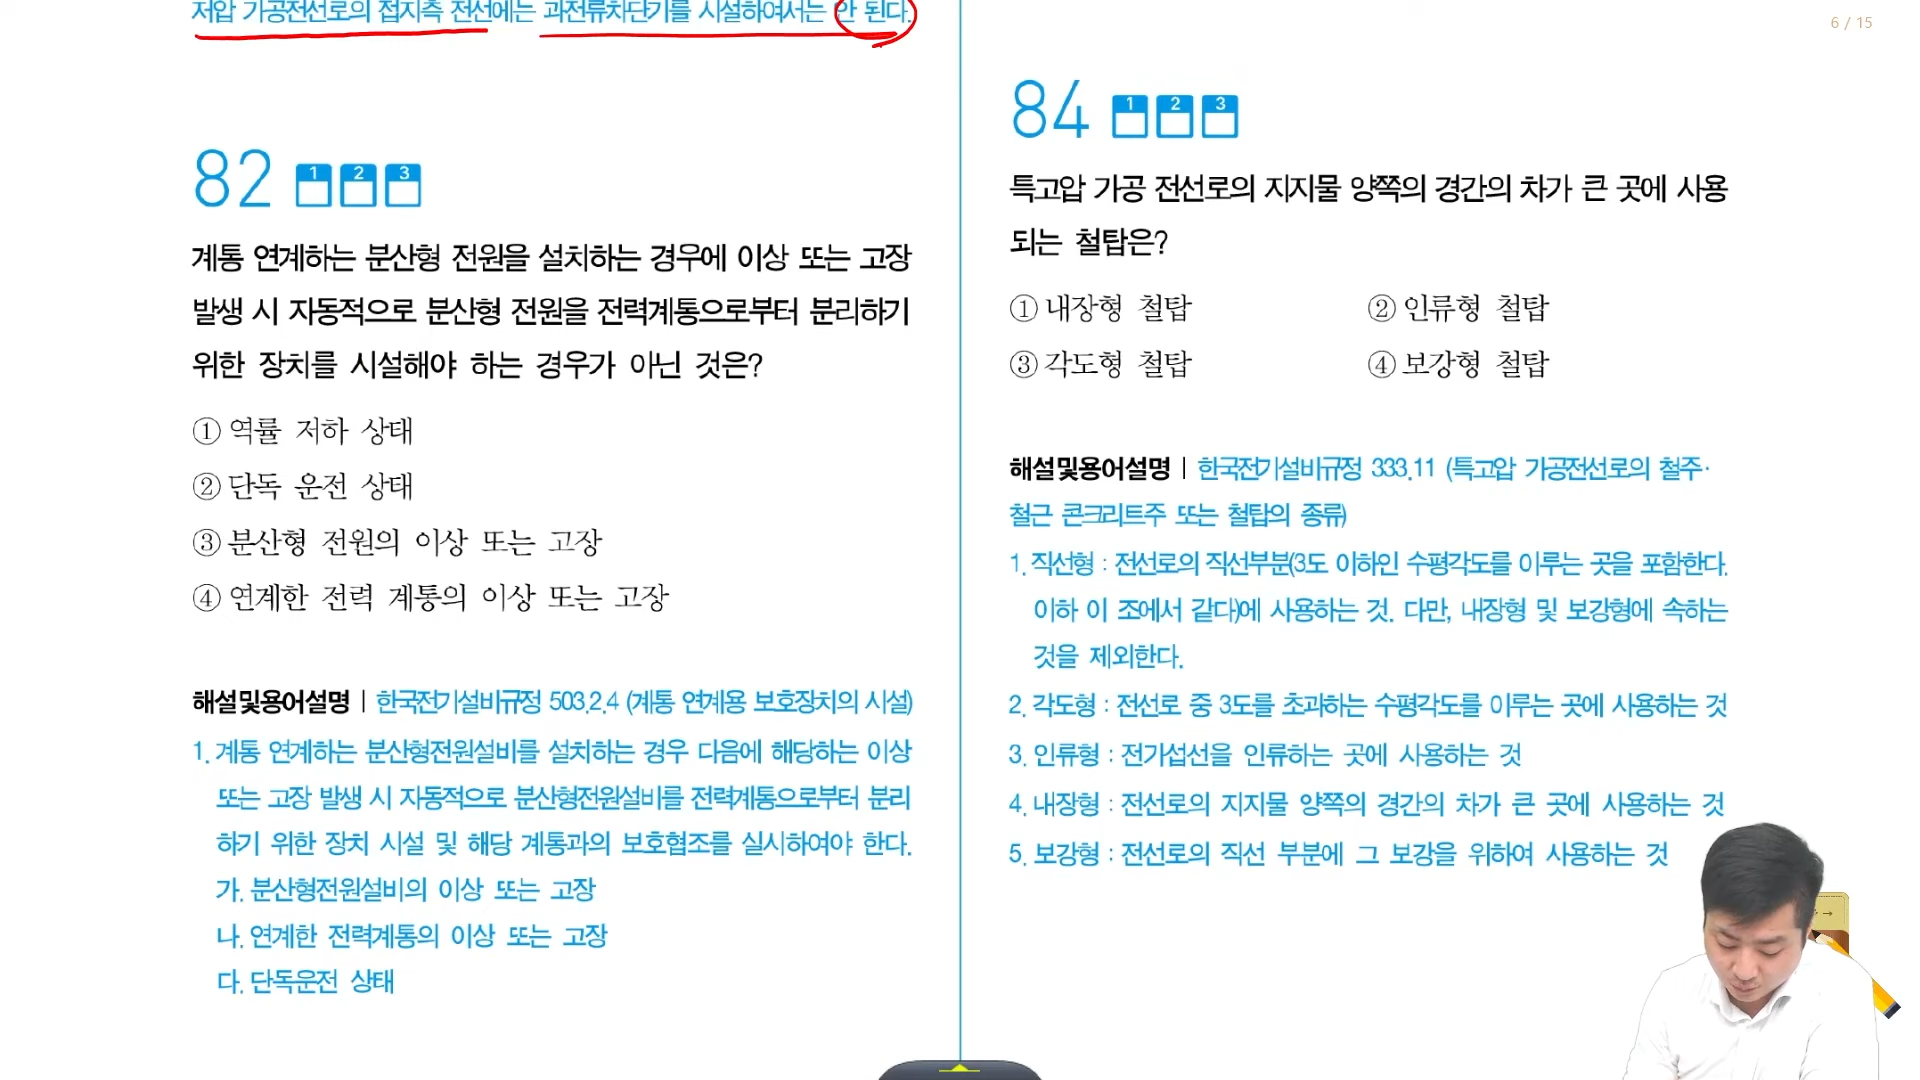 저압 가공전선로의 접지측 전선에는 과전류차단기를 시설하여서는 안 된다.
82 1 2 3
계통 연계하는 분산형 전원을 설치하는 경우에 이상 또는 고장
발생 시 자동적으로 분산형 전원을 전력계통으로부터 분리하기
위한 장치를 시설해야 하는 경우가 아닌 것은?
① 역률 저하 상태
② 단독 운전 상태
③ 분산형 전원의 이상 또는 고장
④ 연계한 전력 계통의 이상 또는 고장
해설및용어설명 | 한국전기설비규정 503.2.4 (계통 연계용 보호장치의 시설)
1. 계통 연계하는 분산형전원설비를 설치하는 경우 다음에 해당하는 이상
또는 고장 발생 시 자동적으로 분산형전원설비를 전력계통으로부터 분리
하기 위한 장치 시설 및 해당 계통과의 보호협조를 실시하여야 한다.
가. 분산형전원설비의 이상 또는 고장
나. 연계한 전력계통의 이상 또는 고장
다. 단독운전 상태
6 / 15
84 1 2 3
특고압 가공 전선로의 지지물 양쪽의 경간의 차가 큰 곳에 사용
되는 철탑은?
① 내장형 철탑 ② 인류형 철탑
③ 각도형 철탑 ④ 보강형 철탑
해설및용어설명 | 한국전기설비규정 333.11 (특고압 가공전선로의 철주·
철근 콘크리트주 또는 철탑의 종류)
1. 직선형 : 전선로의 직선부분(3도 이하인 수평각도를 이루는 곳을 포함한다.
이하 이 조에서 같다)에 사용하는 것. 다만, 내장형 및 보강형에 속하는
것을 제외한다.
2. 각도형 : 전선로 중 3도를 초과하는 수평각도를 이루는 곳에 사용하는 것
3. 인류형 : 전가섭선을 인류하는 곳에 사용하는 것
4. 내장형 : 전선로의 지지물 양쪽의 경간의 차가 큰 곳에 사용하는 것
5. 보강형 : 전선로의 직선 부분에 그 보강을 위하여 사용하는 것